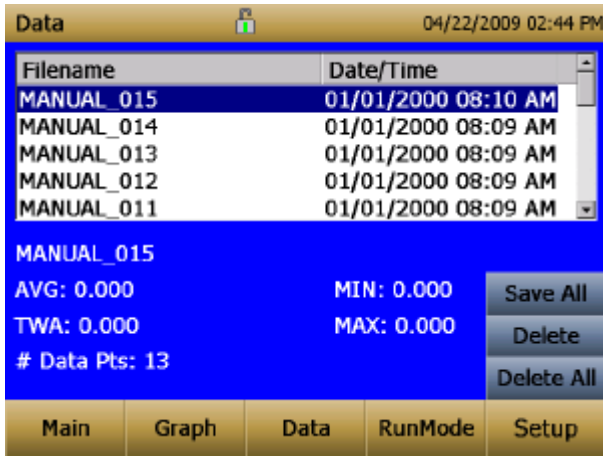 Data 04/22/2009 02:44 PM
Filename Date/Time
MANUAL_015 01/01/2000 08:10 AM
MANUAL_014 01/01/2000 08:09 AM
MANUAL_013 01/01/2000 08:09 AM
MANUAL_012 01/01/2000 08:09 AM
MANUAL_011 01/01/2000 08:09 AM
MANUAL_015
AVG: 0.000 MIN: 0.000 Save All
TWA: 0.000 MAX: 0.000 Delete
# Data Pts: 13 Delete All
Main Graph Data RunMode Setup